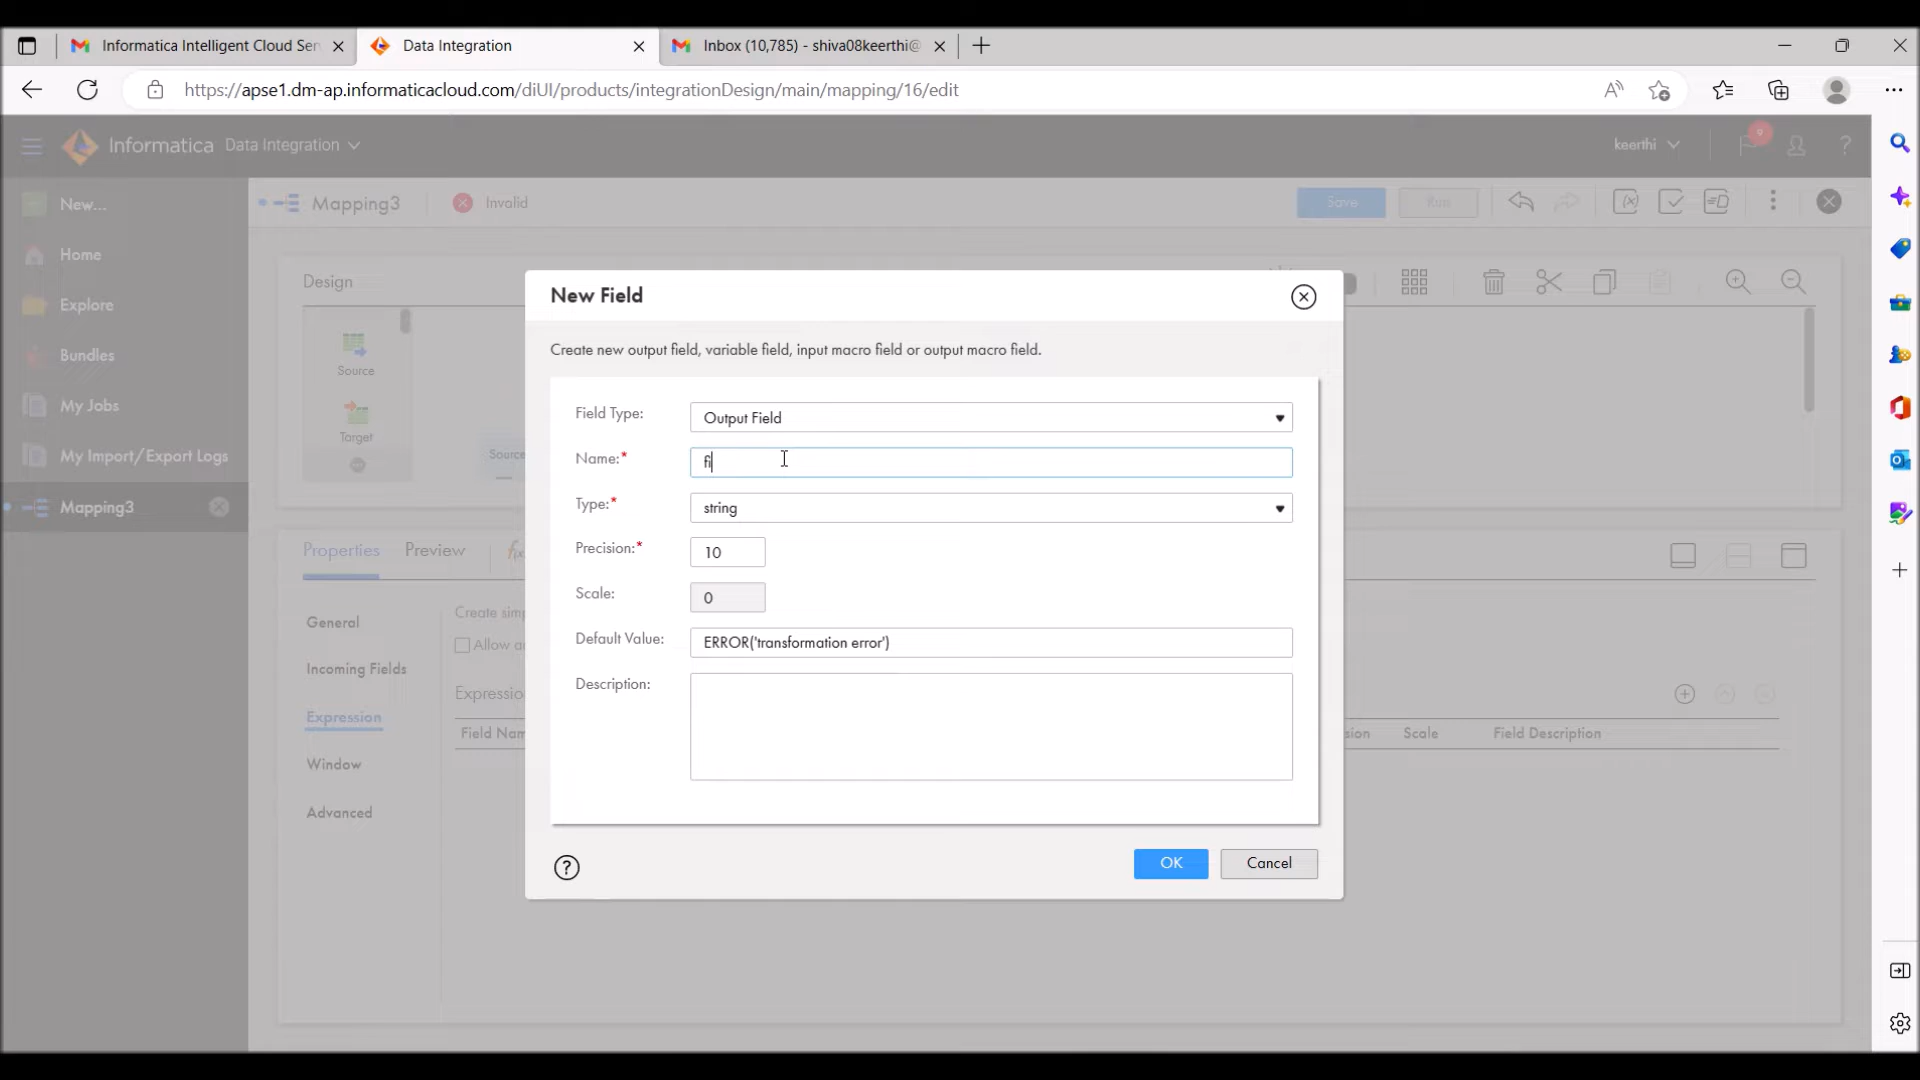 Informatica Intelligent Cloud Ser
Data Integration
Inbox (10,785) - shiva08keerthi@
https://apse1.dm-ap.informaticacloud.com/diUI/products/integrationDesign/main/mapping/16/edit
Informatica Data Integration
keerthi
9
?
New...
Home
Explore
Bundles
My Jobs
My Import/Export Logs
Mapping3
Mapping3
Invalid
Save
Run
Design
Source
Target
Source
Properties
Preview
General
Incoming Fields
Expression
Window
Advanced
Create simp
Allow a
Expressio
Field Nam
sion
Scale
Field Description
New Field
Create new output field, variable field, input macro field or output macro field.
Field Type:
Output Field
Name:*
fi
Type:*
string
Precision:*
10
Scale:
0
Default Value:
ERROR('transformation error')
Description:
?
OK
Cancel